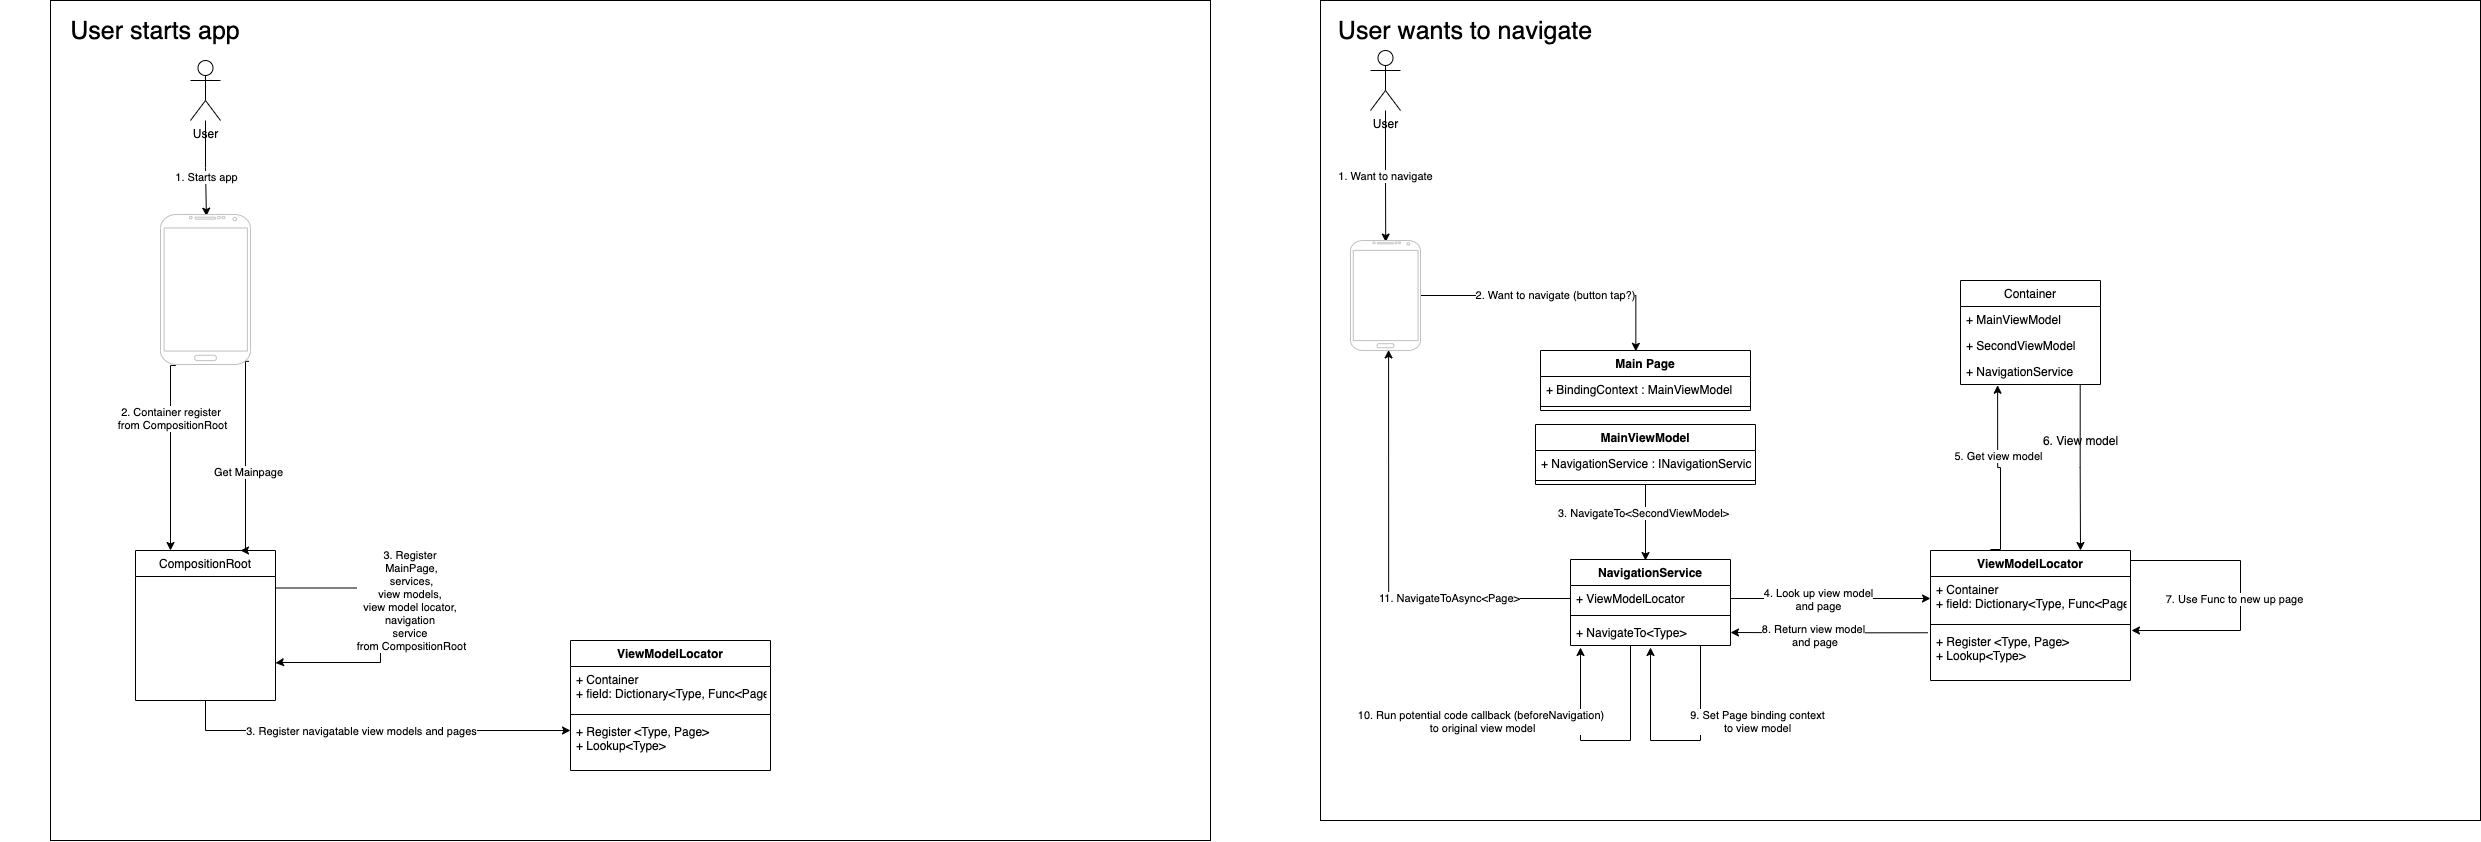 User starts app
User
1. Starts app
2. Container register
from CompositionRoot
Get Mainpage
CompositionRoot
3. Register
MainPage,
services,
view models,
view model locator,
navigation
service
from CompositionRoot
3. Register navigatable view models and pages
ViewModelLocator
+ Container
+ field: Dictionary<Type, Func<Page
+ Register <Type, Page>
+ Lookup<Type>
User wants to navigate
User
1. Want to navigate
2. Want to navigate (button tap?)
Main Page
+ BindingContext : MainViewModel
MainViewModel
+ NavigationService : INavigationServic
3. NavigateTo<SecondViewModel>
NavigationService
+ ViewModelLocator
+ NavigateTo<Type>
4. Look up view model
and page
8. Return view model
and page
Container
+ MainViewModel
+ SecondViewModel
+ NavigationService
5. Get view model
6. View model
ViewModelLocator
+ Container
+ field: Dictionary<Type, Func<Page
+ Register <Type, Page>
+ Lookup<Type>
7. Use Func to new up page
9. Set Page binding context
to view model
10. Run potential code callback (beforeNavigation)
to original view model
11. NavigateToAsync<Page>